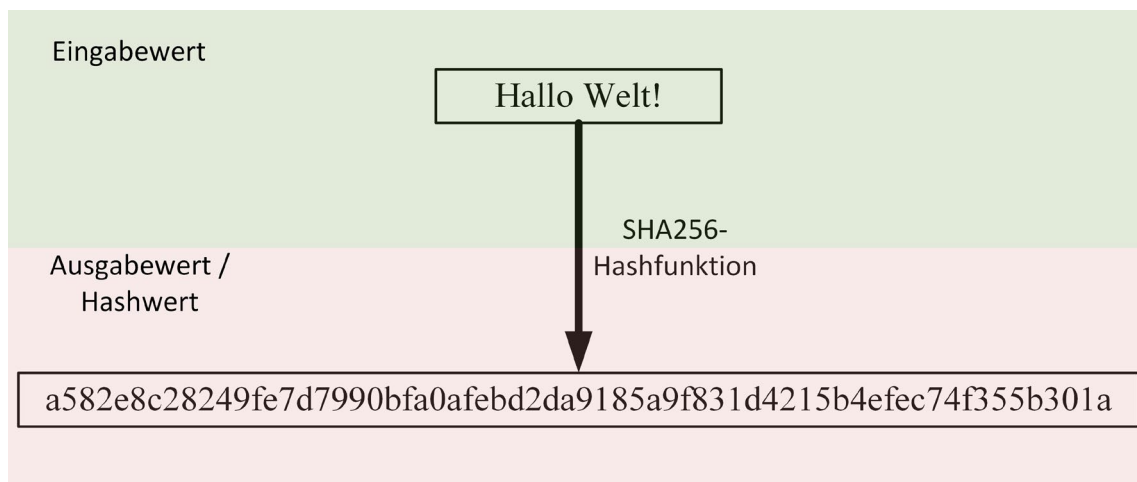 Eingabewert
Hallo Welt!
SHA256-
Hashfunktion
Ausgabewert /
Hashwert
a582e8c28249fe7d7990bfa0afebd2da9185a9f831d4215b4efec74f355b301a